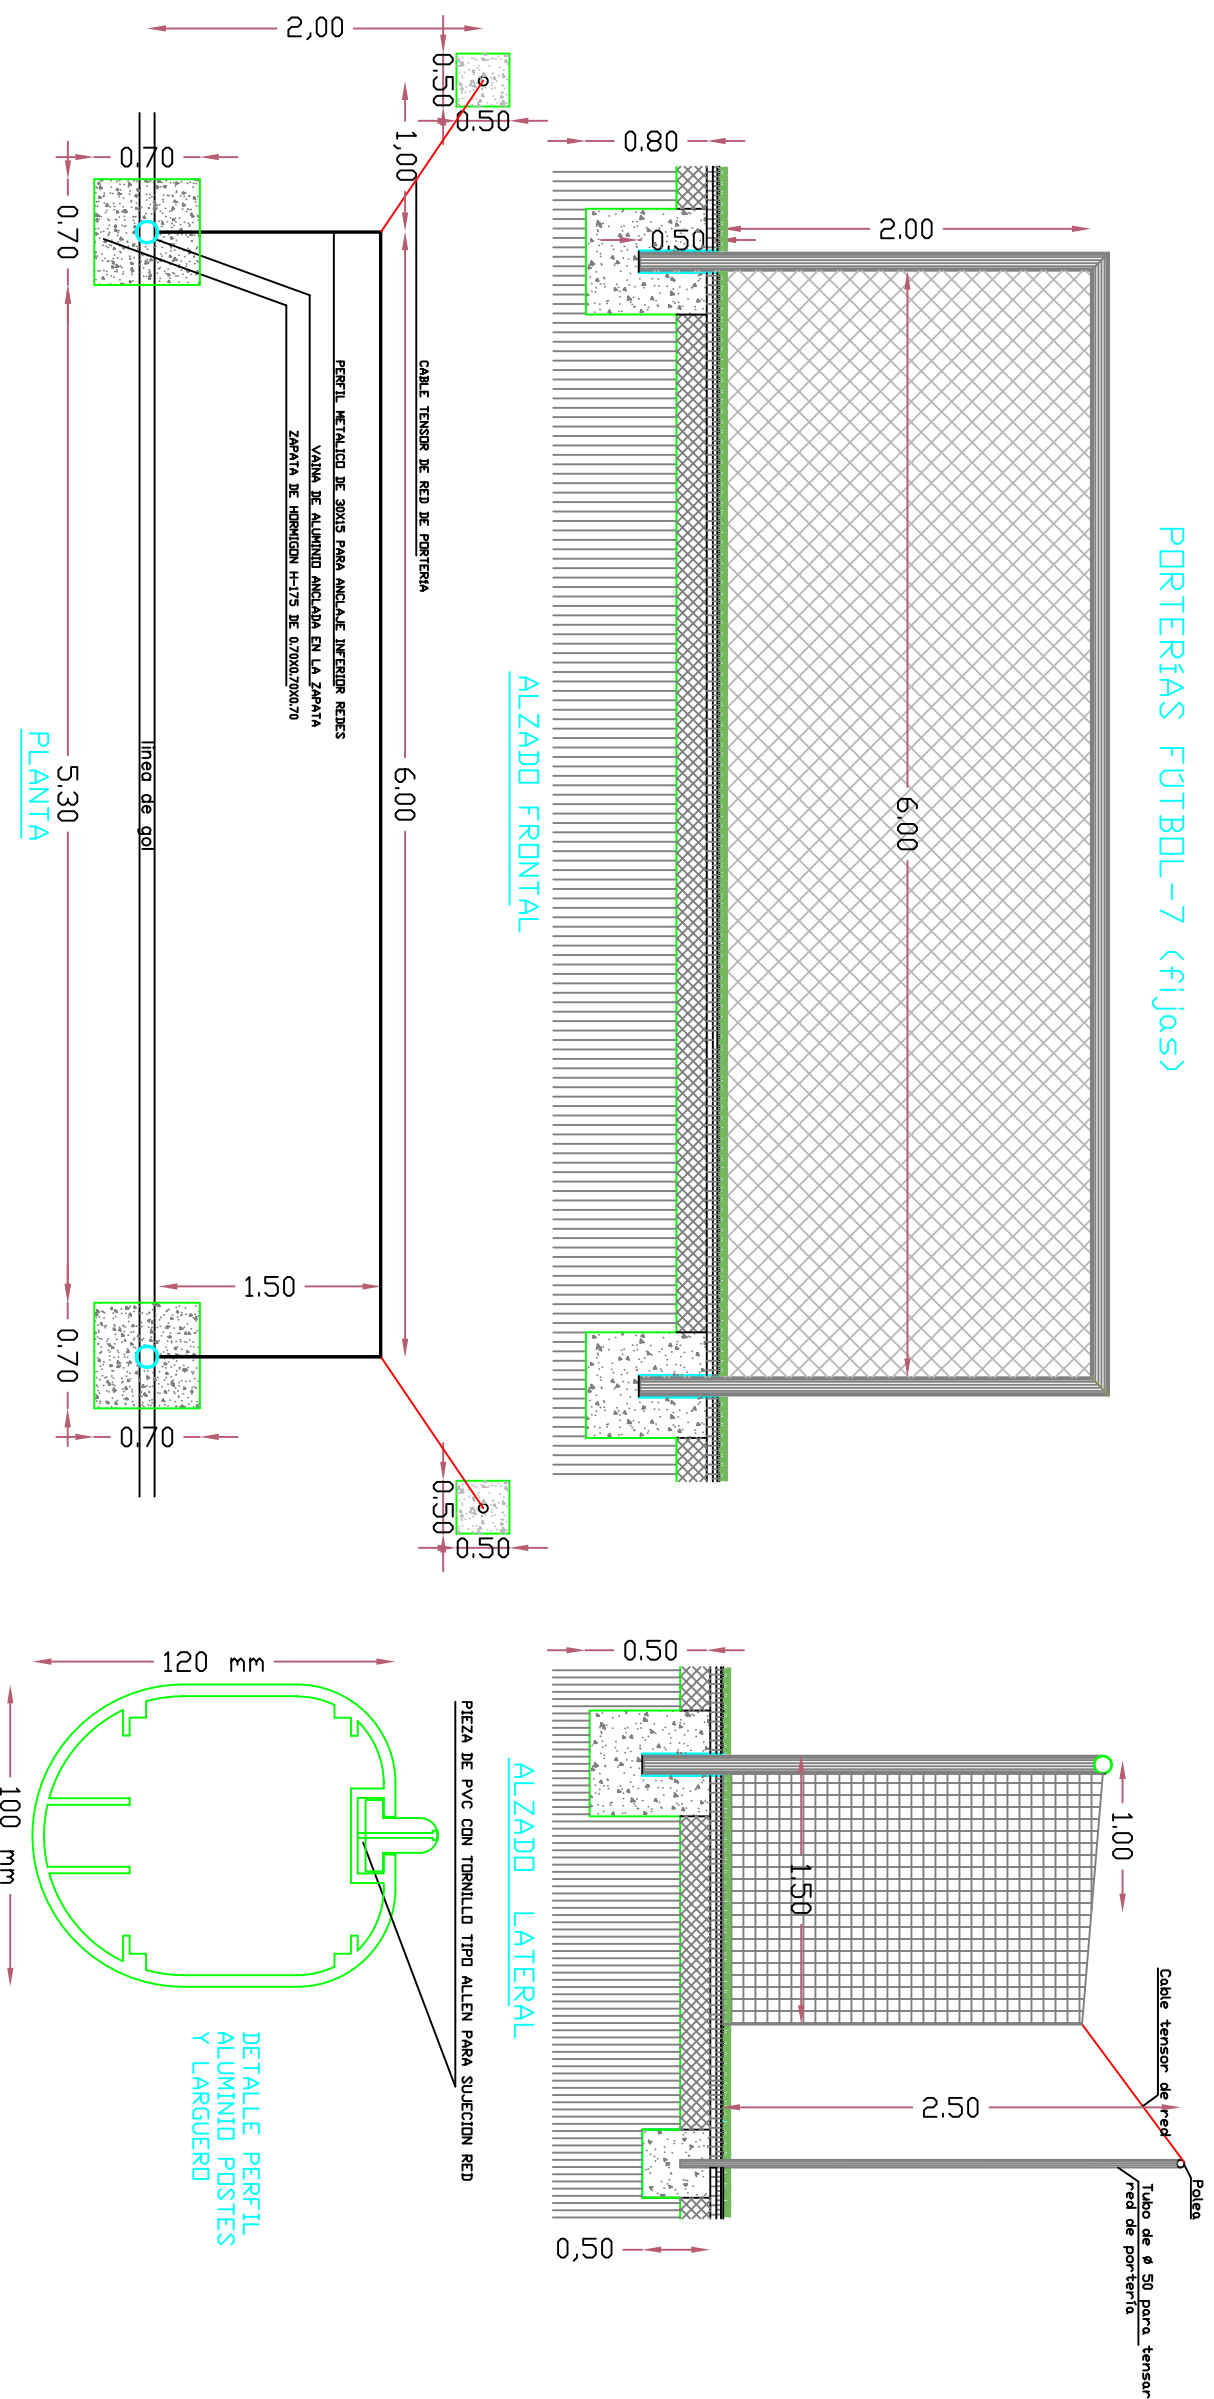 PORTERÍAS FÚTBOL-7 (fijas)
2.00
6,00
0.80
0.50
ALZADO FRONTAL
1.00
1.50
2.50
Cable tensor de red
Polea
Tubo de ø 50 para tensar
red de portería
0.50
0,50
ALZADO LATERAL
2,00
0.50
0.50
1,00
CABLE TENSOR DE RED DE PORTERíA
6.00
PERFIL METALICO DE 30X15 PARA ANCLAJE INFERIOR REDES
VAINA DE ALUMINIO ANCLADA EN LA ZAPATA
ZAPATA DE HORMIGON H-175 DE 0.70X0.70X0.70
1.50
0.50
0.50
línea de gol
0.70
0.70
5.30
0.70
0.70
PLANTA
PIEZA DE PVC CON TORNILLO TIPO ALLEN PARA SUJECION RED
120 mm
100 mm
DETALLE PERFIL
ALUMINIO POSTES
Y LARGUERO